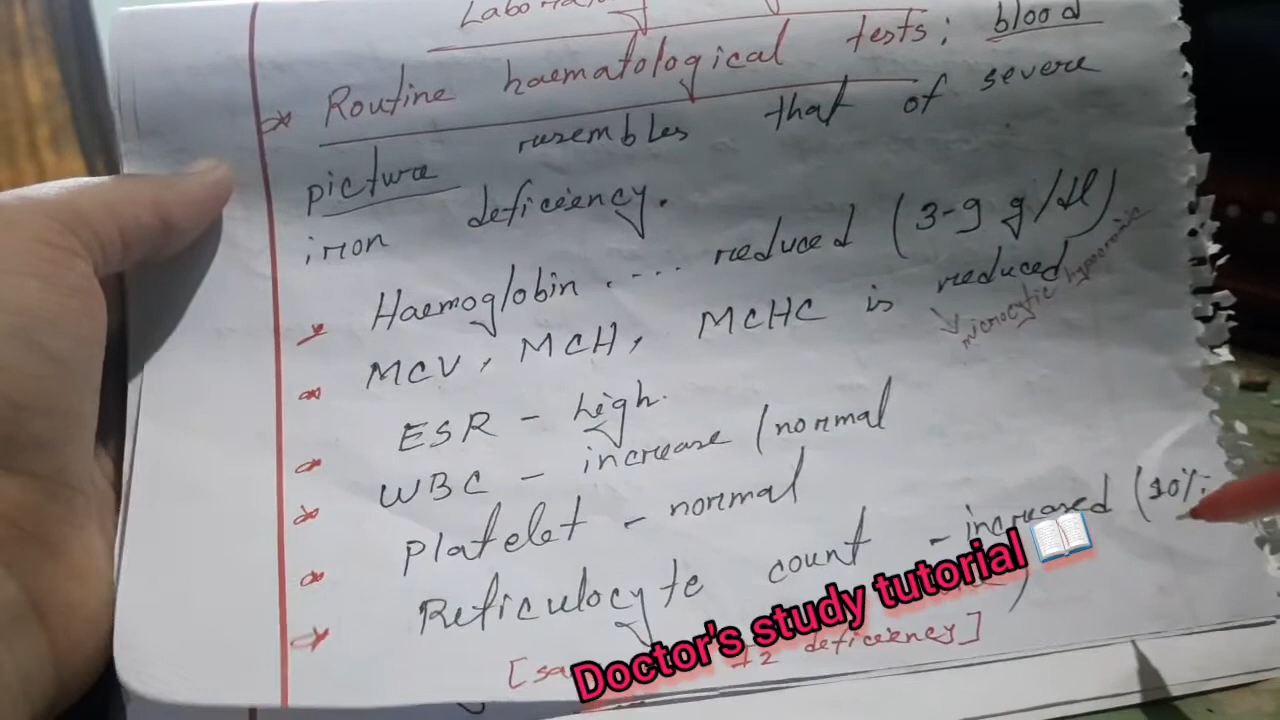 Routine haematological tests; blood
picture resembles that of severe
iron deficiency.
Haemoglobin .... reduced (3-9 g/dl)
MCV, MCH, MCHC is reduced
microcytic hypocromic
ESR - high.
WBC - increase/normal
Platelet - normal
Reticulocyte count - increased (10%
deficiency]
Doctor's study tutorial